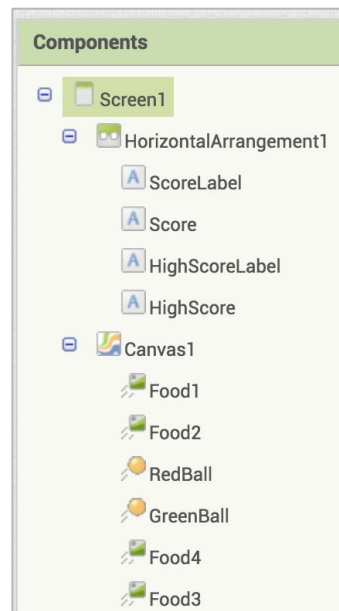 Components
Screen1
HorizontalArrangement1
A ScoreLabel
A Score
A HighScoreLabel
A HighScore
Canvas1
Food1
Food2
RedBall
GreenBall
Food4
Food3